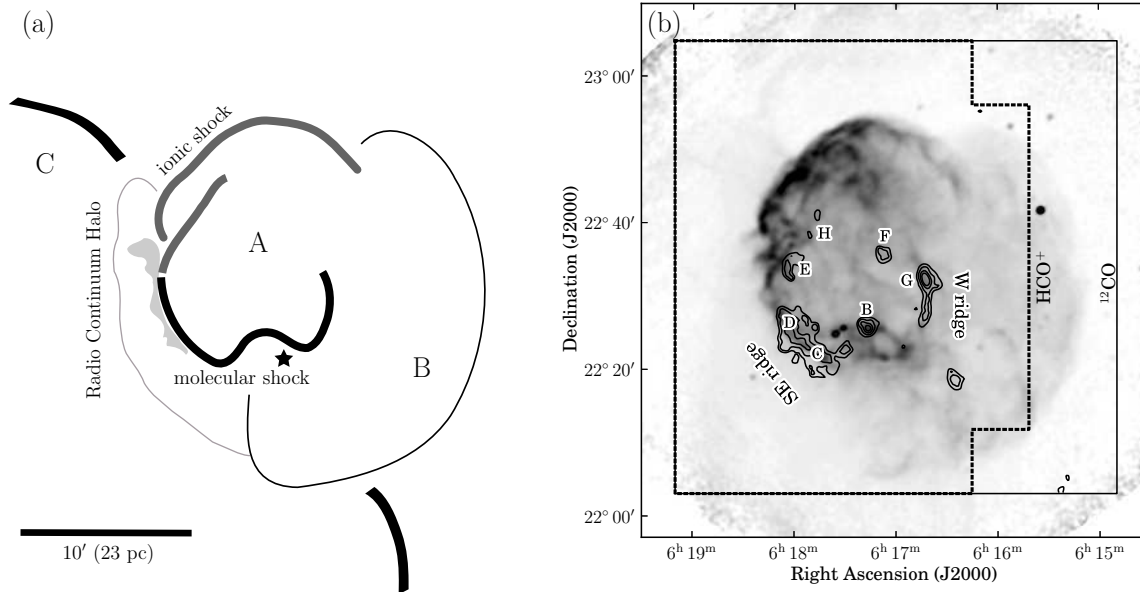 (a)
ionic shock
C
Radio Continuum Halo
A
B
molecular shock
10′ (23 pc)
(b)
23° 00′
22° 40′
22° 20′
22° 00′
Declination (J2000)
H
F
E
G
D
B
C
W ridge
SE ridge
HCO⁺
¹²CO
6ʰ 19ᵐ
6ʰ 18ᵐ
6ʰ 17ᵐ
6ʰ 16ᵐ
6ʰ 15ᵐ
Right Ascension (J2000)